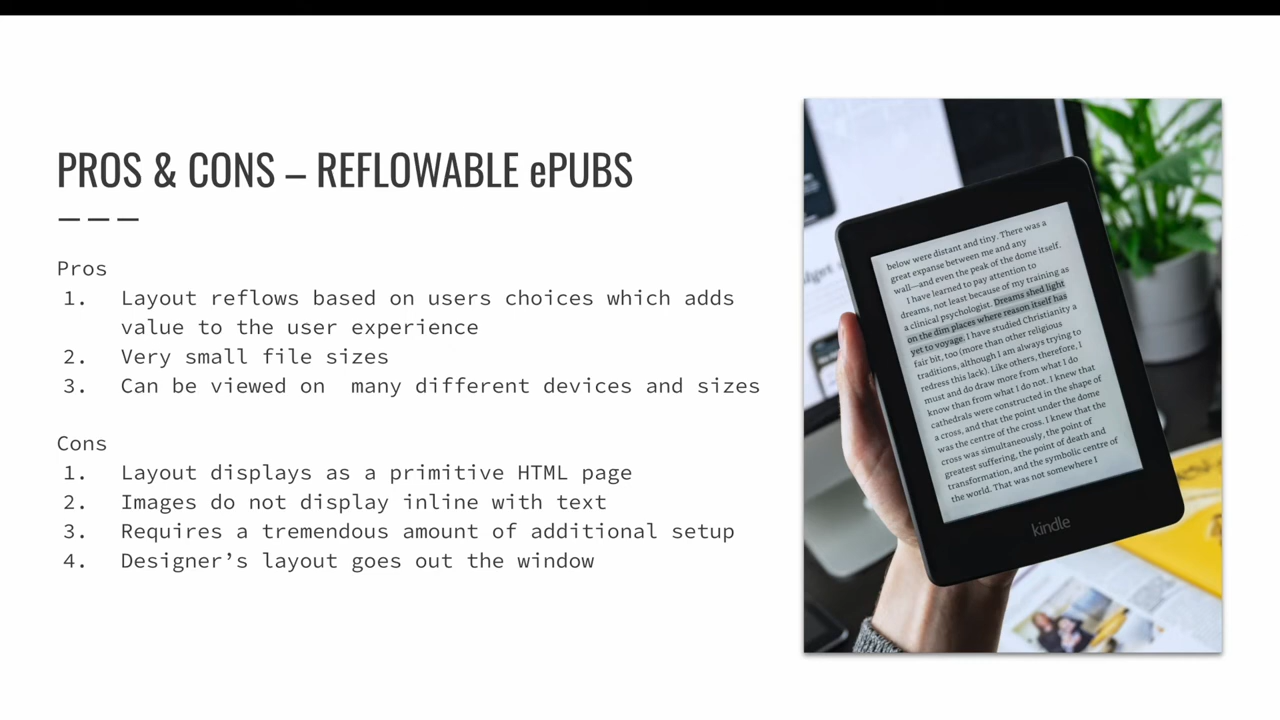 PROS & CONS – REFLOWABLE ePUBS
Pros
1. Layout reflows based on users choices which adds
value to the user experience
2. Very small file sizes
3. Can be viewed on  many different devices and sizes
Cons
1. Layout displays as a primitive HTML page
2. Images do not display inline with text
3. Requires a tremendous amount of additional setup
4. Designer’s layout goes out the window
below were distant and tiny. There was a
great expanse between me and any
wall—and even the peak of the dome itself.
I have learned to pay attention to
dreams, not least because of my training as
a clinical psychologist. Dreams shed light
on the dim places where reason itself has
yet to voyage. I have studied Christianity a
fair bit, too (more than other religious
traditions, although I am always trying to
redress this lack). Like others, therefore, I
must and do draw more from what I do
know than from what I do not. I knew that
cathedrals were constructed in the shape of
a cross, and that the point under the dome
was the centre of the cross. I knew that the
cross was simultaneously, the point of
greatest suffering, the point of death and
transformation, and the symbolic centre of
the world. That was not somewhere I
kindle